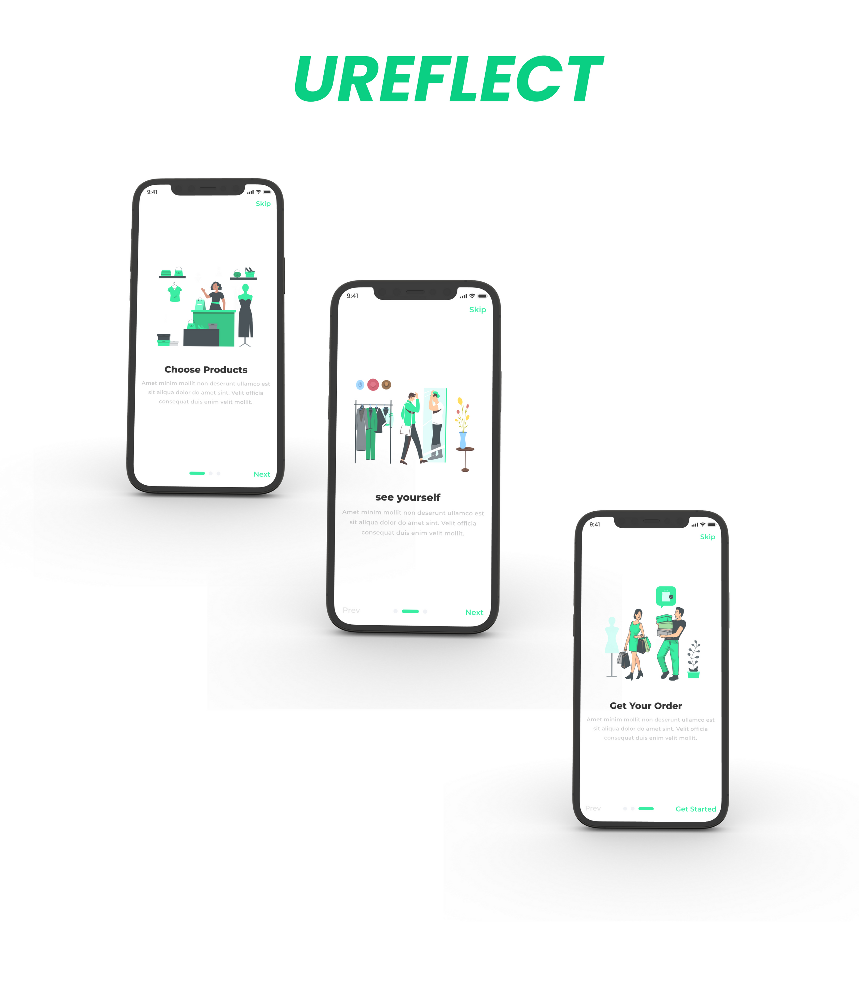 UREFLECT
9:41
Skip
Choose Products
Amet minim mollit non deserunt ullamco est
sit aliqua dolor do amet sint. Velit officia
consequat duis enim velit mollit.
Next
9:41
Skip
see yourself
Amet minim mollit non deserunt ullamco est
sit aliqua dolor do amet sint. Velit officia
consequat duis enim velit mollit.
Prev
Next
9:41
Skip
Get Your Order
Amet minim mollit non deserunt ullamco est
sit aliqua dolor do amet sint. Velit officia
consequat duis enim velit mollit.
Prev
Get Started